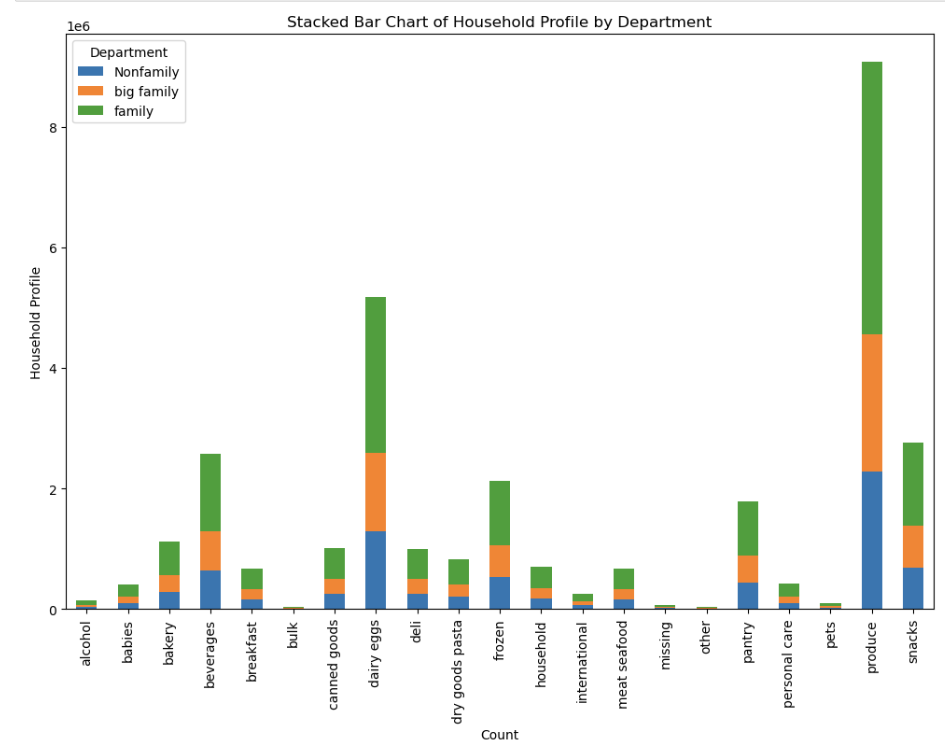 Stacked Bar Chart of Household Profile by Department
1e6
Department
Nonfamily
big family
family
8
6
4
2
0
Household Profile
alcohol
babies
bakery
beverages
breakfast
bulk
canned goods
dairy eggs
deli
dry goods pasta
frozen
household
international
meat seafood
missing
other
pantry
personal care
pets
produce
snacks
Count